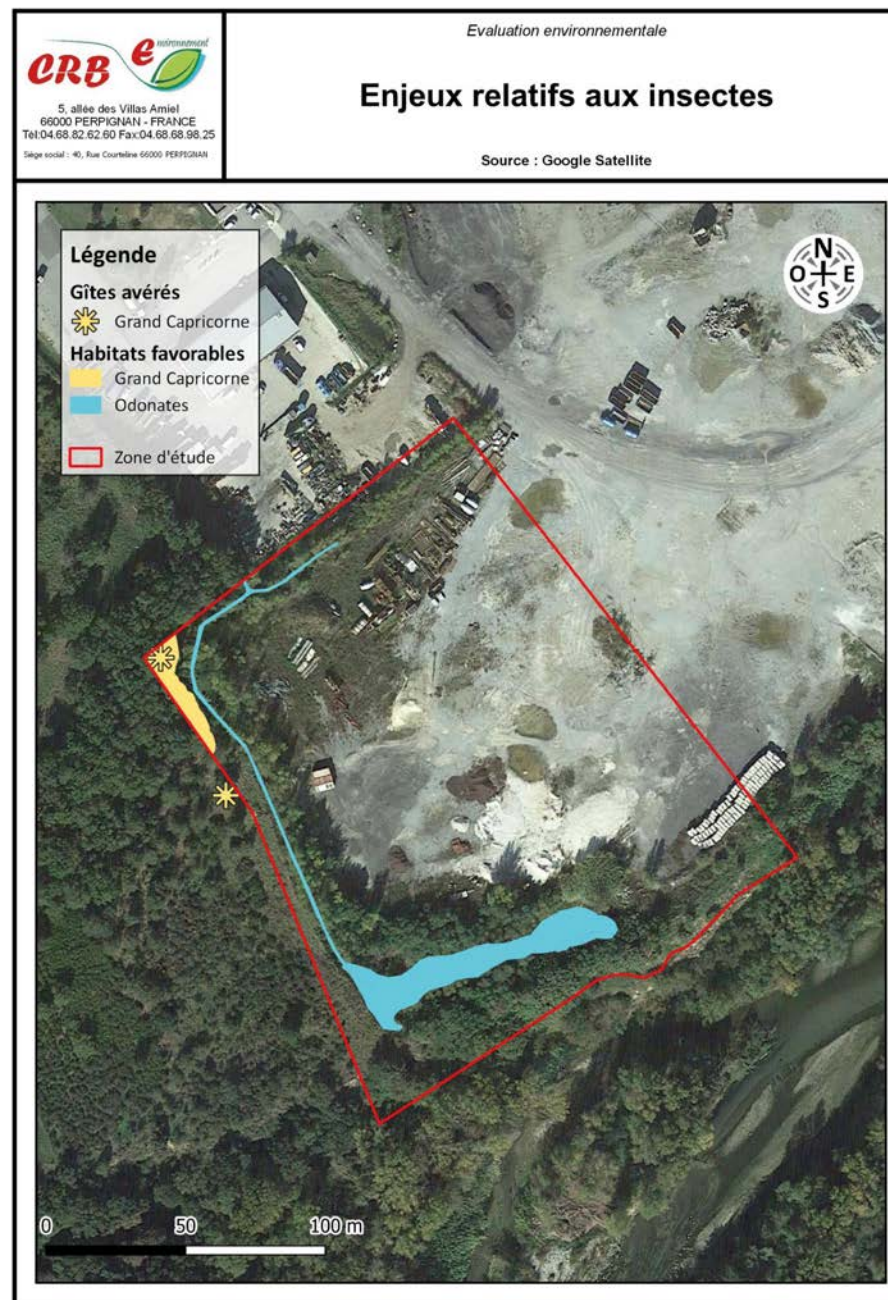 CRB environnement
5, allée des Villas Amiel
66000 PERPIGNAN - FRANCE
Tél:04.68.82.62.60 Fax:04.68.68.98.25
Siège social : 40, Rue Courteline 66000 PERPIGNAN
Evaluation environnementale
Enjeux relatifs aux insectes
Source : Google Satellite
Légende
Gîtes avérés
Grand Capricorne
Habitats favorables
Grand Capricorne
Odonates
Zone d'étude
N
O E
S
0 50 100 m